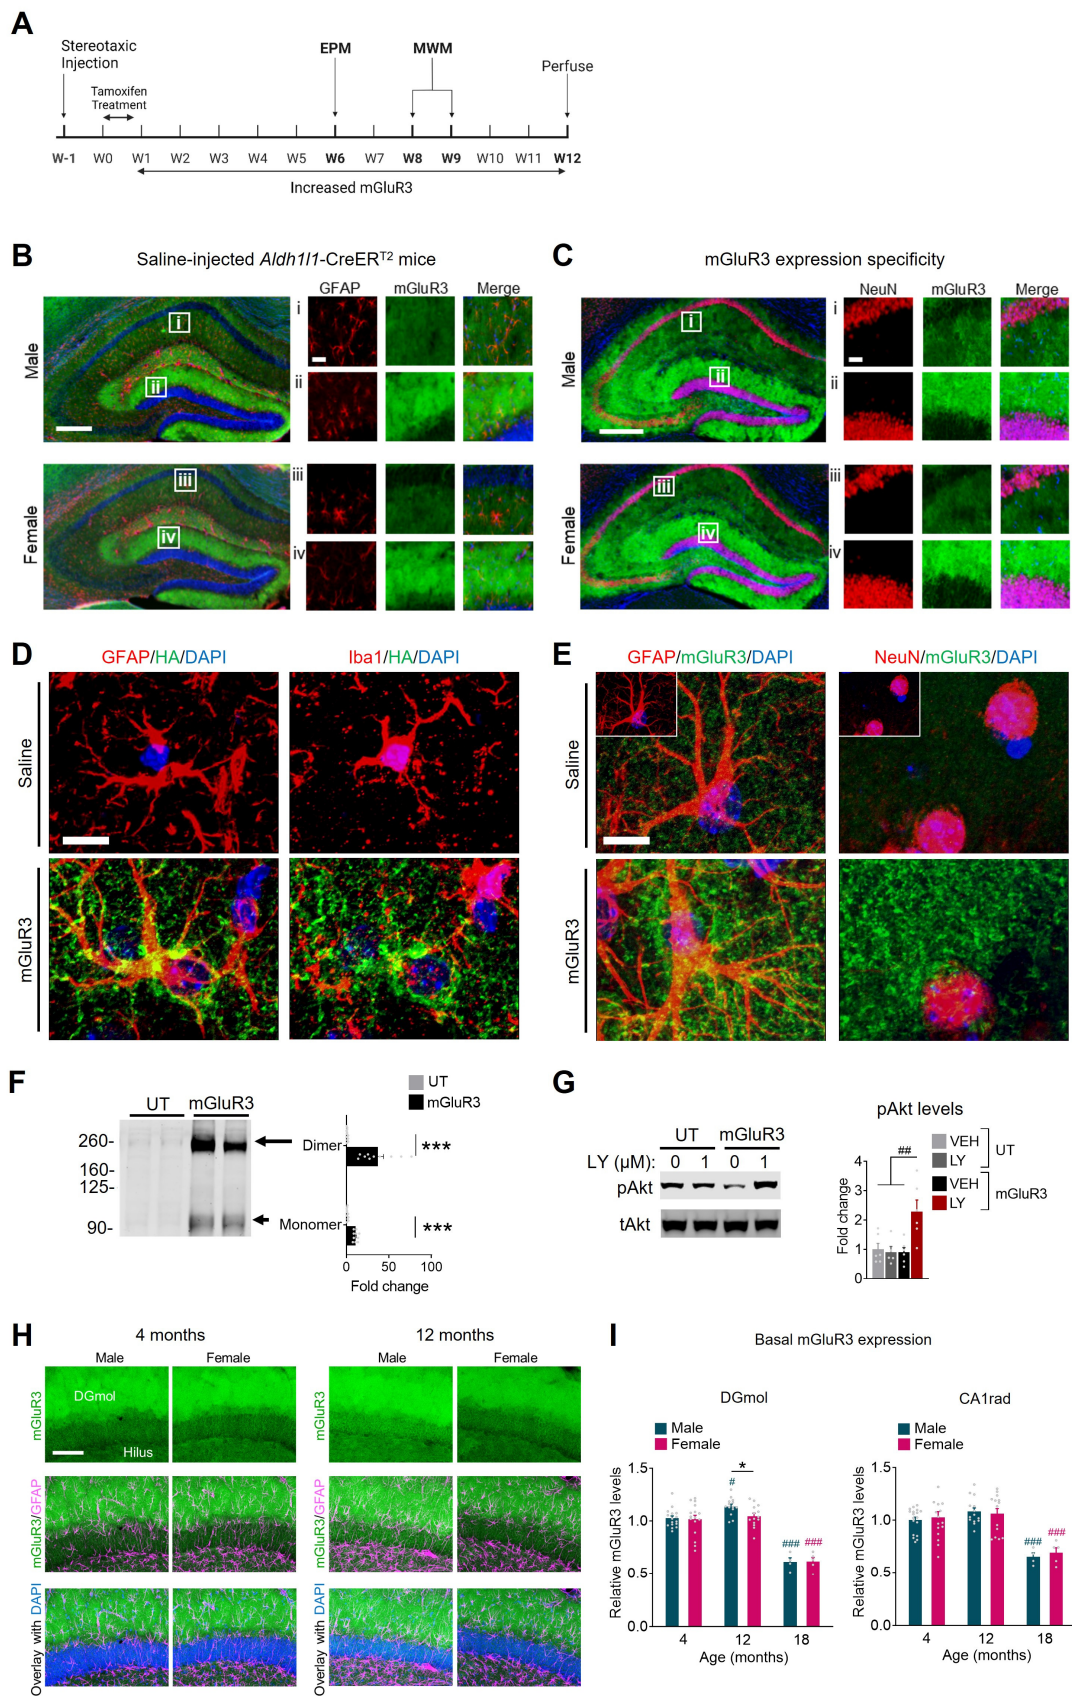 A
Stereotaxic
Injection
Tamoxifen
Treatment
EPM
MWM
Perfuse
W-1 W0 W1 W2 W3 W4 W5 W6 W7 W8 W9 W10 W11 W12
Increased mGluR3
B
Saline-injected Aldh1l1-CreERT2 mice
GFAP mGluR3 Merge
Male
i
ii
i
ii
Female
iii
iv
iii
iv
C
mGluR3 expression specificity
NeuN mGluR3 Merge
Male
i
ii
i
ii
Female
iii
iv
iii
iv
D
GFAP/HA/DAPI
Iba1/HA/DAPI
Saline
mGluR3
E
GFAP/mGluR3/DAPI
NeuN/mGluR3/DAPI
Saline
mGluR3
F
UT
mGluR3
UT mGluR3
260-
160-
125-
90-
Dimer
***
Monomer
***
0 50 100
Fold change
G
UT mGluR3
LY (µM): 0 1 0 1
pAkt
tAkt
pAkt levels
VEH
LY
UT
VEH
LY
mGluR3
##
Fold change
4
3
2
1
0
H
4 months
12 months
Male Female Male Female
mGluR3
DGmol
Hilus
mGluR3
mGluR3/GFAP
mGluR3/GFAP
Overlay with DAPI
Overlay with DAPI
I
Basal mGluR3 expression
DGmol
Male
Female
Relative mGluR3 levels
1.5
1.0
0.5
0.0
#
*
###
###
4 12 18
Age (months)
CA1rad
Male
Female
Relative mGluR3 levels
1.5
1.0
0.5
0.0
###
###
4 12 18
Age (months)